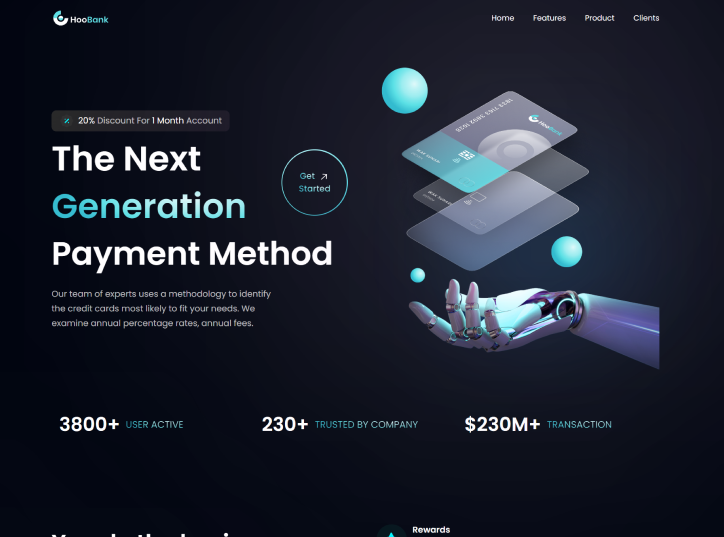 HooBank
Home Features Product Clients
20% Discount For 1 Month Account
The Next
Generation
Payment Method
Get
Started
Our team of experts uses a methodology to identify
the credit cards most likely to fit your needs. We
examine annual percentage rates, annual fees.
HooBank
3800+ USER ACTIVE
230+ TRUSTED BY COMPANY
$230M+ TRANSACTION
Rewards